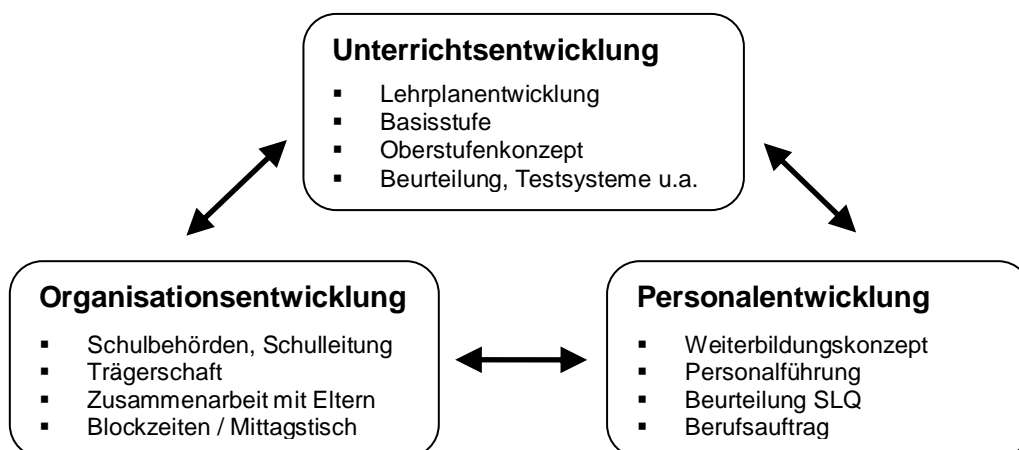 Unterrichtsentwicklung
▪ Lehrplanentwicklung
▪ Basisstufe
▪ Oberstufenkonzept
▪ Beurteilung, Testsysteme u.a.
Organisationsentwicklung
▪ Schulbehörden, Schulleitung
▪ Trägerschaft
▪ Zusammenarbeit mit Eltern
▪ Blockzeiten / Mittagstisch
Personalentwicklung
▪ Weiterbildungskonzept
▪ Personalführung
▪ Beurteilung SLQ
▪ Berufsauftrag